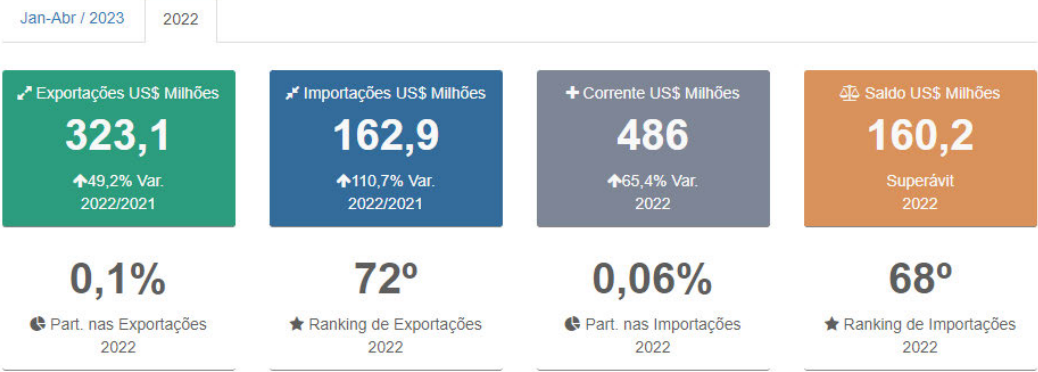 Jan-Abr / 2023
2022
Exportações US$ Milhões
323,1
49,2% Var.
2022/2021
Importações US$ Milhões
162,9
110,7% Var.
2022/2021
Corrente US$ Milhões
486
65,4% Var.
2022
Saldo US$ Milhões
160,2
Superávit
2022
0,1%
Part. nas Exportações
2022
72º
Ranking de Exportações
2022
0,06%
Part. nas Importações
2022
68º
Ranking de Importações
2022